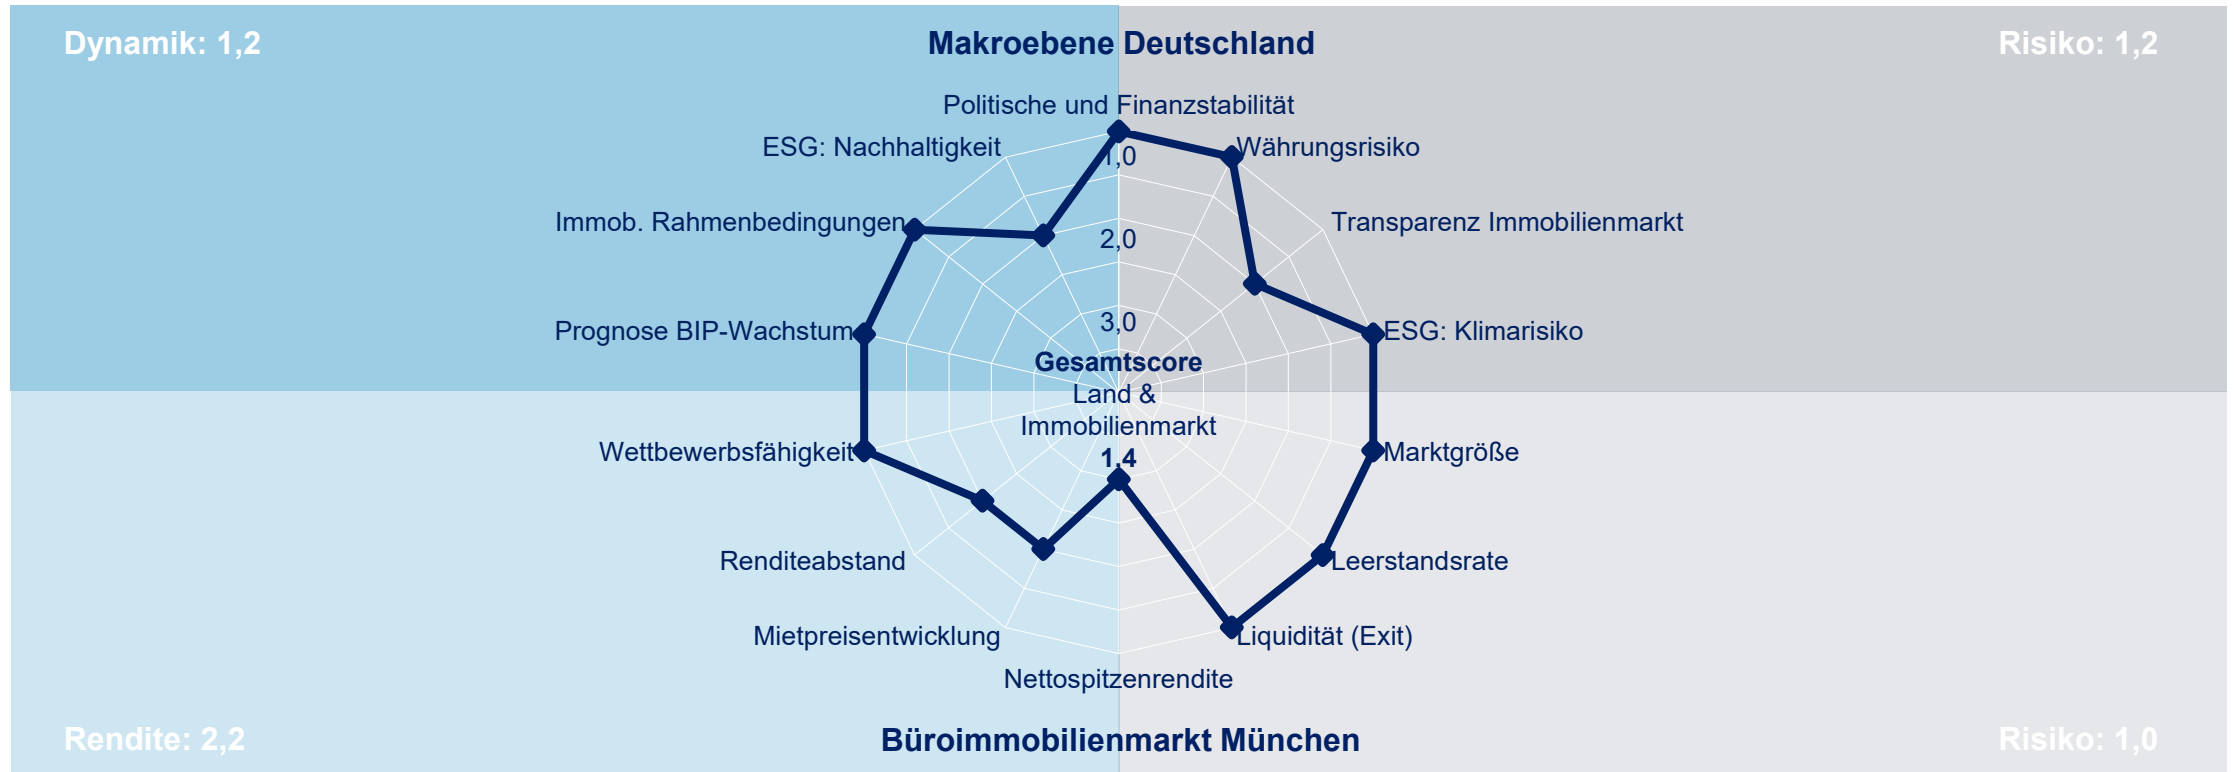 Dynamik: 1,2
Makroebene Deutschland
Risiko: 1,2
Politische und Finanzstabilität
ESG: Nachhaltigkeit
1,0
Währungsrisiko
Immob. Rahmenbedingungen
Transparenz Immobilienmarkt
2,0
Prognose BIP-Wachstum
3,0
ESG: Klimarisiko
Gesamtscore
Land &
Immobilienmarkt
1,4
Wettbewerbsfähigkeit
Marktgröße
Renditeabstand
Leerstandsrate
Mietpreisentwicklung
Liquidität (Exit)
Nettospitzenrendite
Rendite: 2,2
Büroimmobilienmarkt München
Risiko: 1,0